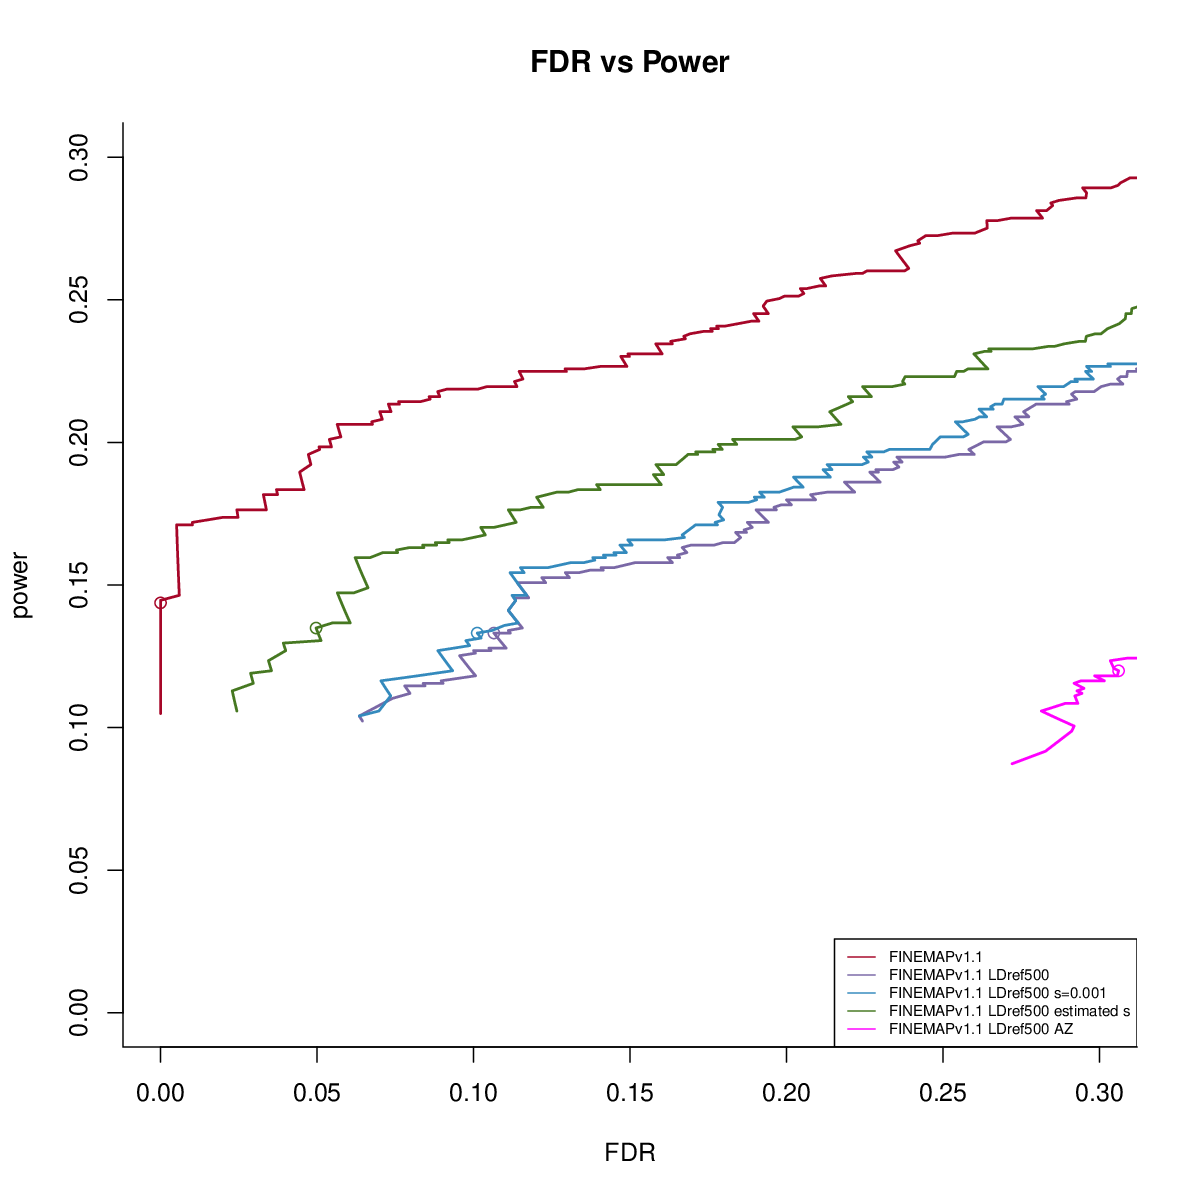 FDR vs Power
power
0.30
0.25
0.20
0.15
0.10
0.05
0.00
FINEMAPv1.1
FINEMAPv1.1 LDref500
FINEMAPv1.1 LDref500 s=0.001
FINEMAPv1.1 LDref500 estimated s
FINEMAPv1.1 LDref500 AZ
0.00 0.05 0.10 0.15 0.20 0.25 0.30
FDR